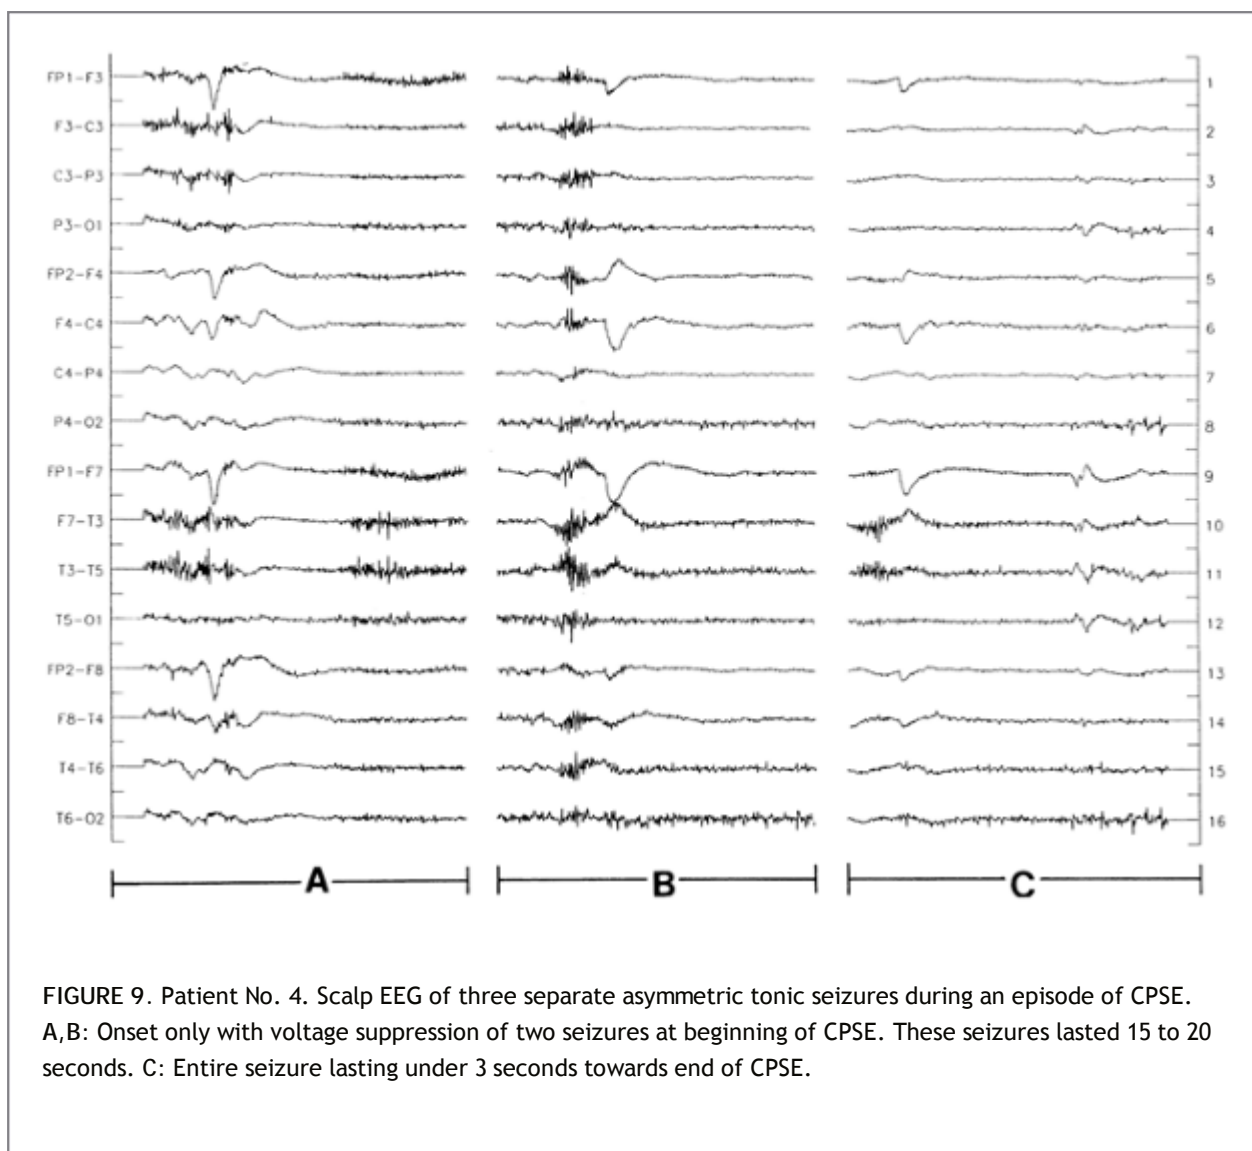 FP1-F3 1
F3-C3 2
C3-P3 3
P3-O1 4
FP2-F4 5
F4-C4 6
C4-P4 7
P4-O2 8
FP1-F7 9
F7-T3 10
T3-T5 11
T5-O1 12
FP2-F8 13
F8-T4 14
T4-T6 15
T6-O2 16
A B C
FIGURE 9. Patient No. 4. Scalp EEG of three separate asymmetric tonic seizures during an episode of CPSE.
A,B: Onset only with voltage suppression of two seizures at beginning of CPSE. These seizures lasted 15 to 20
seconds. C: Entire seizure lasting under 3 seconds towards end of CPSE.